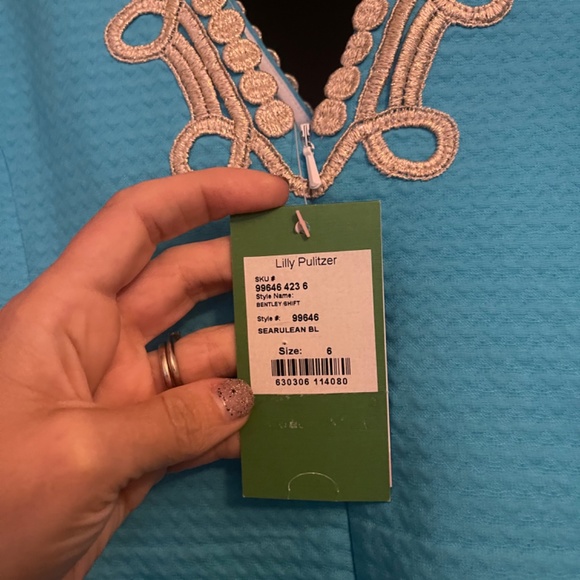 Lilly Pulitzer
SKU #
99646 423 6
Style Name:
BENTLEY SHIFT
Style #: 99646
SEARULEAN BL
Size: 6
630306 114080